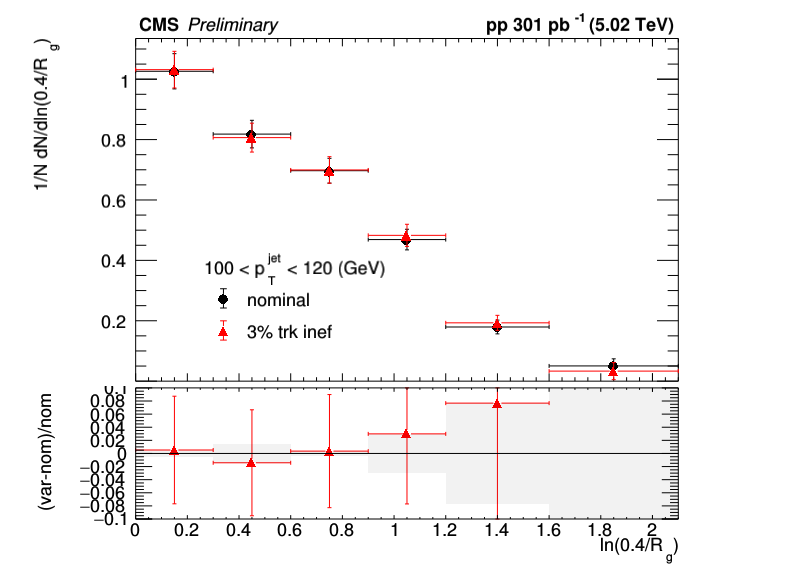 CMS Preliminary
pp 301 pb -1 (5.02 TeV)
1/N dN/dln(0.4/R g)
1
0.8
0.6
0.4
0.2
100 < p T jet < 120 (GeV)
nominal
3% trk inef
(var-nom)/nom
0.1
0.08
0.06
0.04
0.02
0
−0.02
−0.04
−0.06
−0.08
−0.1
0 0.2 0.4 0.6 0.8 1 1.2 1.4 1.6 1.8 2
ln(0.4/R g)